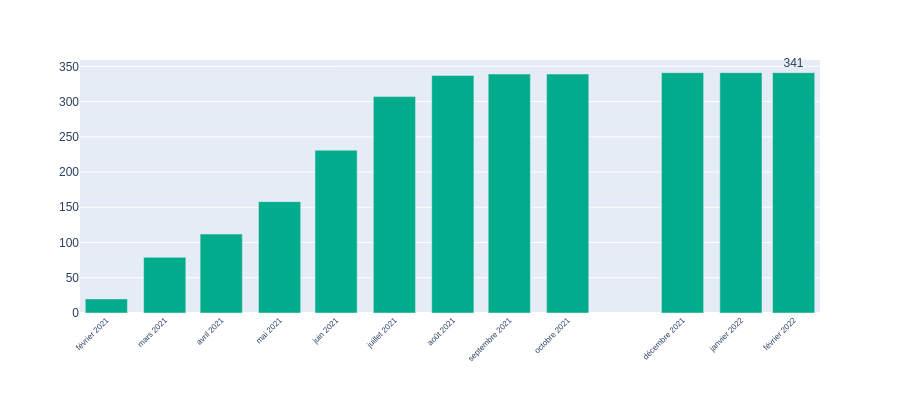 341
350
300
250
200
150
100
50
0
février 2021
mars 2021
avril 2021
mai 2021
juin 2021
juillet 2021
août 2021
septembre 2021
octobre 2021
décembre 2021
janvier 2022
février 2022